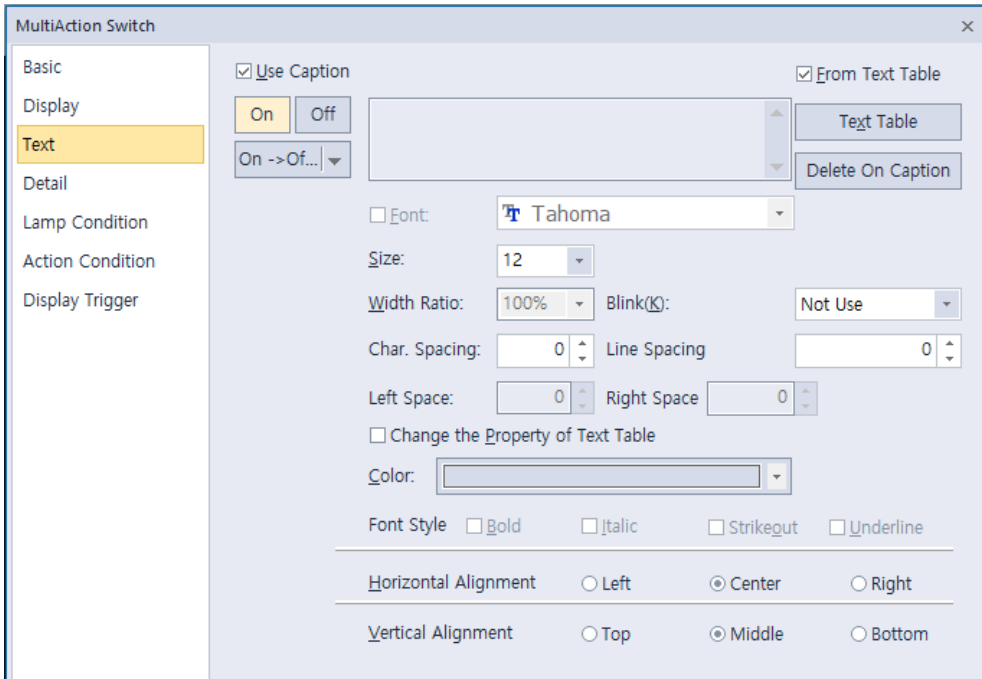 MultiAction Switch
Basic
Display
Text
Detail
Lamp Condition
Action Condition
Display Trigger
Use Caption
From Text Table
On Off
Text Table
On ->Of...
Delete On Caption
Font: Tahoma
Size: 12
Width Ratio: 100% Blink(K): Not Use
Char. Spacing: 0 Line Spacing 0
Left Space: 0 Right Space 0
Change the Property of Text Table
Color:
Font Style Bold Italic Strikeout Underline
Horizontal Alignment Left Center Right
Vertical Alignment Top Middle Bottom